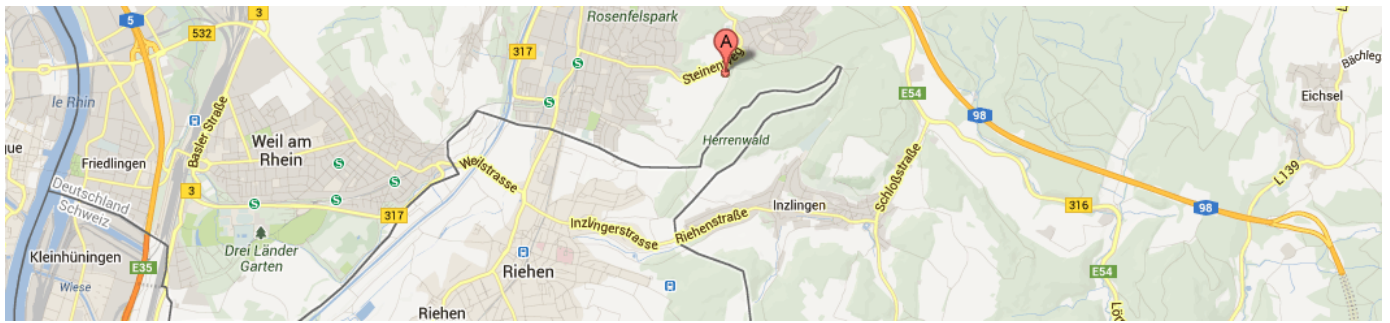 5
3
532
Rosenfelspark
317
A
Steinenweg
le Rhin
Basler Straße
Weil am
Rhein
Friedlingen
Deutschland
Schweiz
3
317
Weilstrasse
Herrenwald
Inzlingerstrasse
Riehenstraße
Inzlingen
Schloßstraße
E54
98
Eichsel
L139
316
98
Kleinhüningen
E35
Drei Länder
Garten
Wiese
Riehen
Riehen
E54
S
S
S
S
S
S